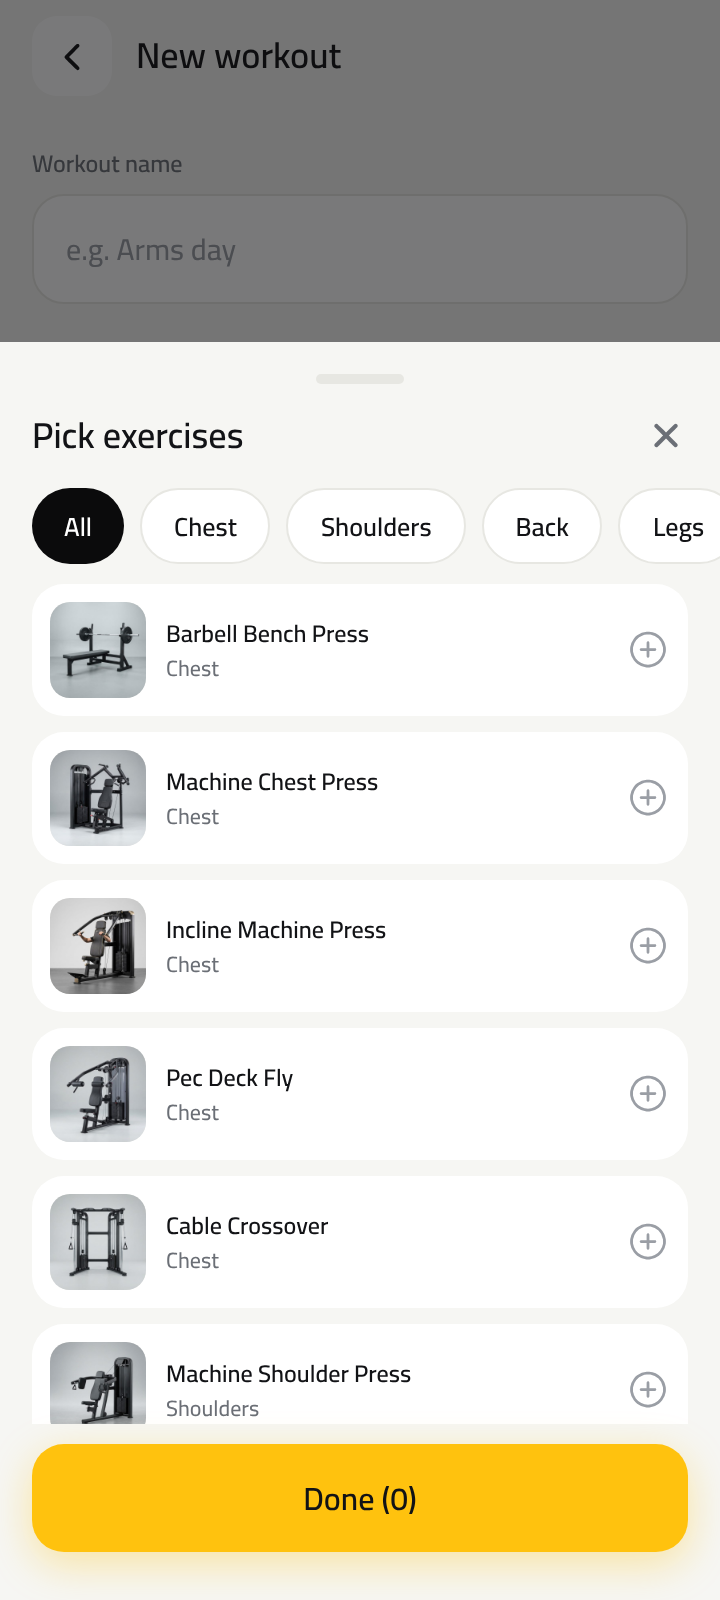 New workout
Workout name
e.g. Arms day
Pick exercises
All
Chest
Shoulders
Back
Legs
Barbell Bench Press
Chest
Machine Chest Press
Chest
Incline Machine Press
Chest
Pec Deck Fly
Chest
Cable Crossover
Chest
Machine Shoulder Press
Shoulders
Done (0)